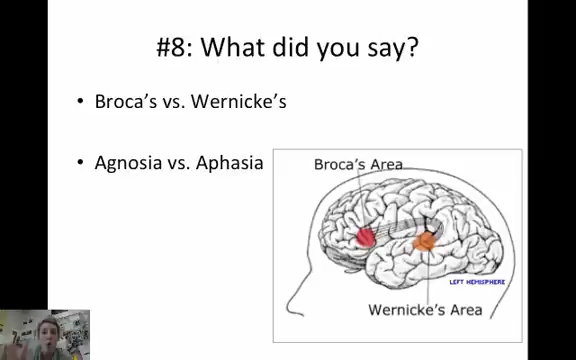 #8: What did you say?
• Broca's vs. Wernicke's
• Agnosia vs. Aphasia
Broca's Area
LEFT HEMISPHERE
Wernicke's Area